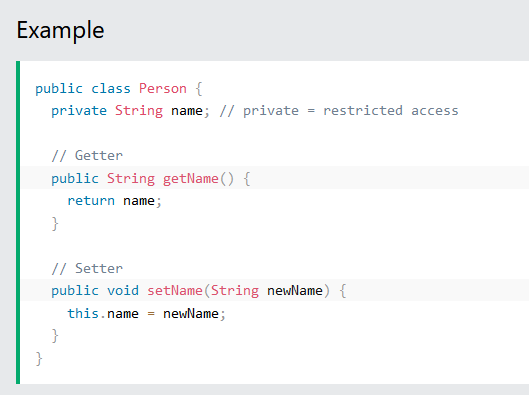 Example
public class Person {
  private String name; // private = restricted access
  // Getter
  public String getName() {
    return name;
  }
  // Setter
  public void setName(String newName) {
    this.name = newName;
  }
}